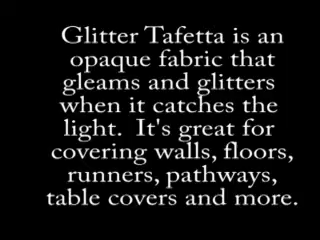 Glitter Tafetta is an
opaque fabric that
gleams and glitters
when it catches the
light. It's great for
covering walls, floors,
runners, pathways,
table covers and more.